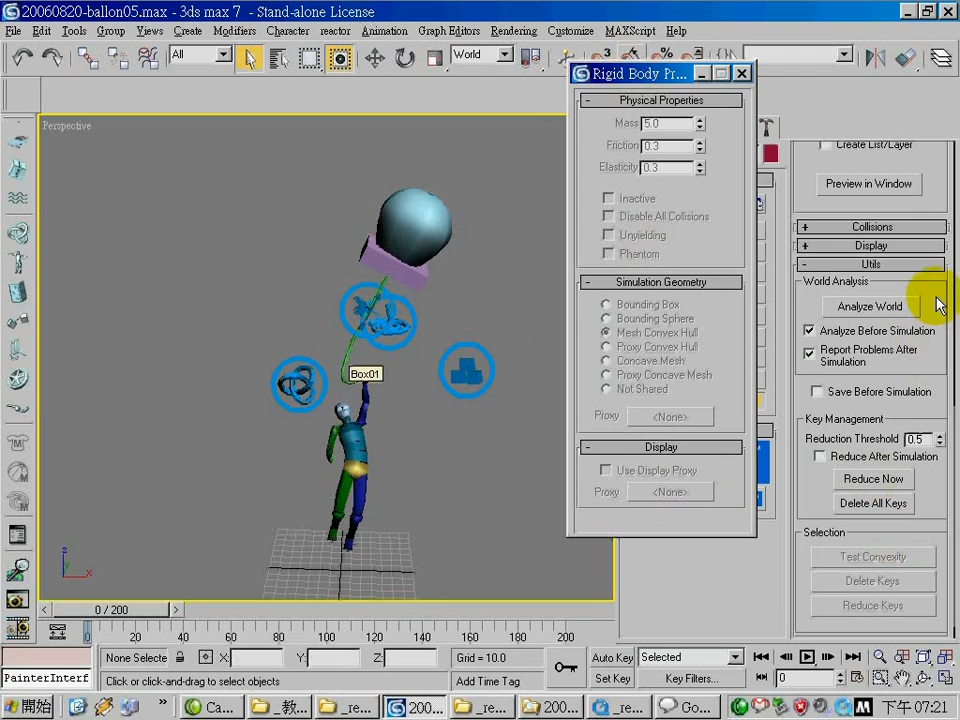 20060820-ballon05.max - 3ds max 7 - Stand-alone License
File Edit Tools Group Views Create Modifiers Character reactor Animation Graph Editors Rendering Customize MAXScript Help
All
World
Perspective
Rigid Body Pr...
- Physical Properties
Mass 5.0
Friction 0.3
Elasticity 0.3
Inactive
Disable All Collisions
Unyielding
Phantom
- Simulation Geometry
Bounding Box
Bounding Sphere
Mesh Convex Hull
Proxy Convex Hull
Concave Mesh
Proxy Concave Mesh
Not Shared
Proxy <None>
- Display
Use Display Proxy
Proxy <None>
Create List/Layer
Preview in Window
+ Collisions
+ Display
- Utils
World Analysis
Analyze World
Analyze Before Simulation
Report Problems After
Simulation
Save Before Simulation
Key Management
Reduction Threshold 0.5
Reduce After Simulation
Reduce Now
Delete All Keys
Selection
Test Convexity
Delete Keys
Reduce Keys
Box01
z
y
x
< 0 / 200 >
0 20 40 60 80 100 120 140 160 180 200
None Selecte X: Y: Z: Grid = 10.0 Auto Key Selected
PainterInterf Click or click-and-drag to select objects Add Time Tag Set Key Key Filters... 0
開始 » Ca... _教... _re... 200... _re... 200... _re... Go... 下午 07:21